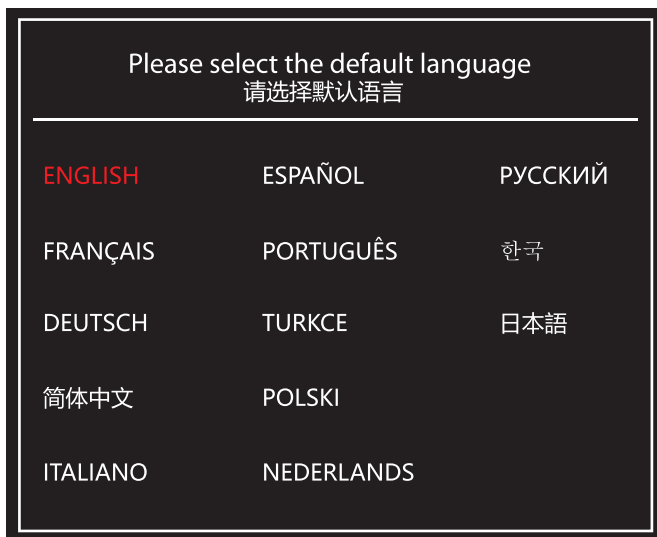 Please select the default language
请选择默认语言
ENGLISH ESPAÑOL РУССКИЙ
FRANÇAIS PORTUGUÊS 한국
DEUTSCH TURKCE 日本語
简体中文 POLSKI
ITALIANO NEDERLANDS